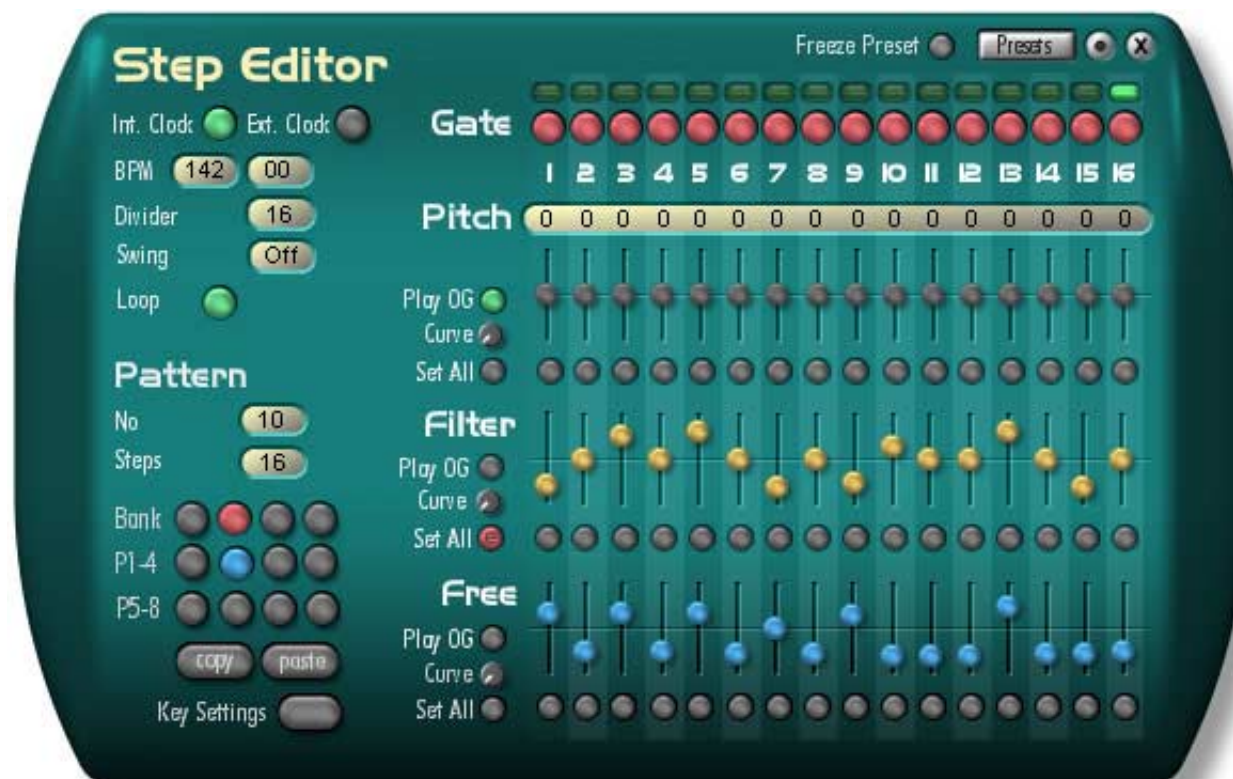 Step Editor
Freeze Preset Presets X
Int. Clock Ext. Clock
BPM 142 00
Divider 16
Swing Off
Loop
Pattern
No 10
Steps 16
Bank
P1-4
P5-8
copy paste
Key Settings
Gate
1 2 3 4 5 6 7 8 9 10 11 12 13 14 15 16
Pitch 0 0 0 0 0 0 0 0 0 0 0 0 0 0 0 0
Play OG
Curve
Set All
Filter
Play OG
Curve
Set All
Free
Play OG
Curve
Set All